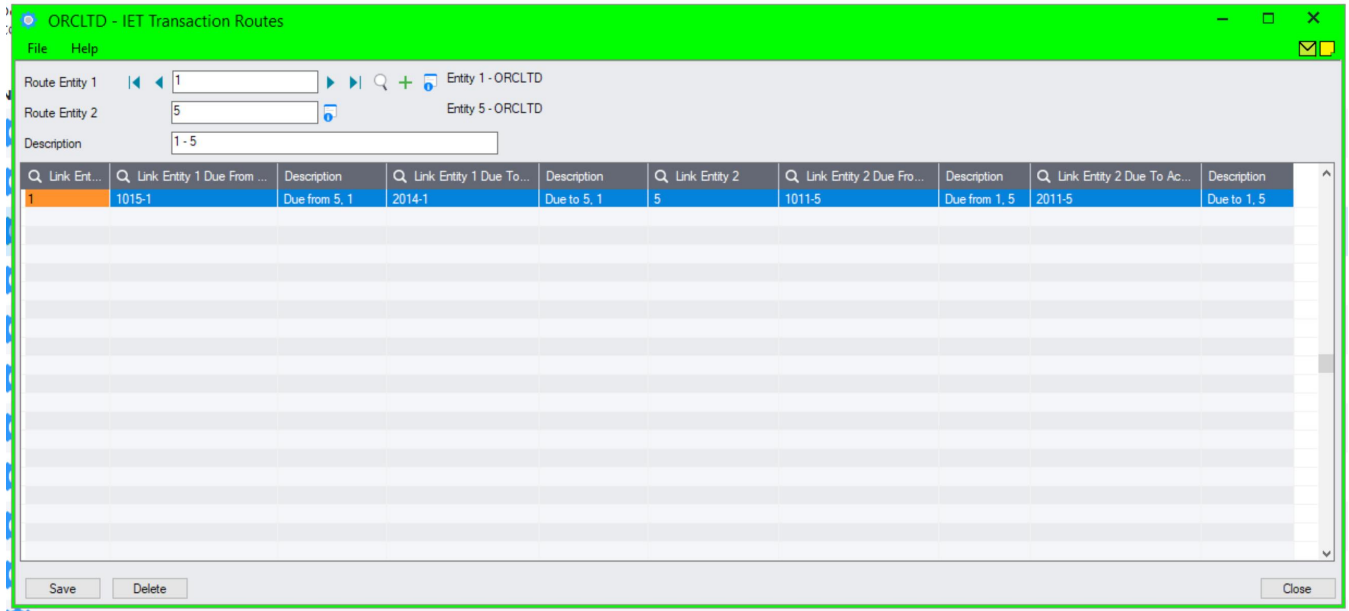 ORCLTD - IET Transaction Routes
File Help
Route Entity 1 1 Entity 1 - ORCLTD
Route Entity 2 5 Entity 5 - ORCLTD
Description 1 - 5
Link Ent... Link Entity 1 Due From ... Description Link Entity 1 Due To... Description Link Entity 2 Link Entity 2 Due Fro... Description Link Entity 2 Due To Ac... Description
1 1015-1 Due from 5, 1 2014-1 Due to 5, 1 5 1011-5 Due from 1, 5 2011-5 Due to 1, 5
Save Delete Close